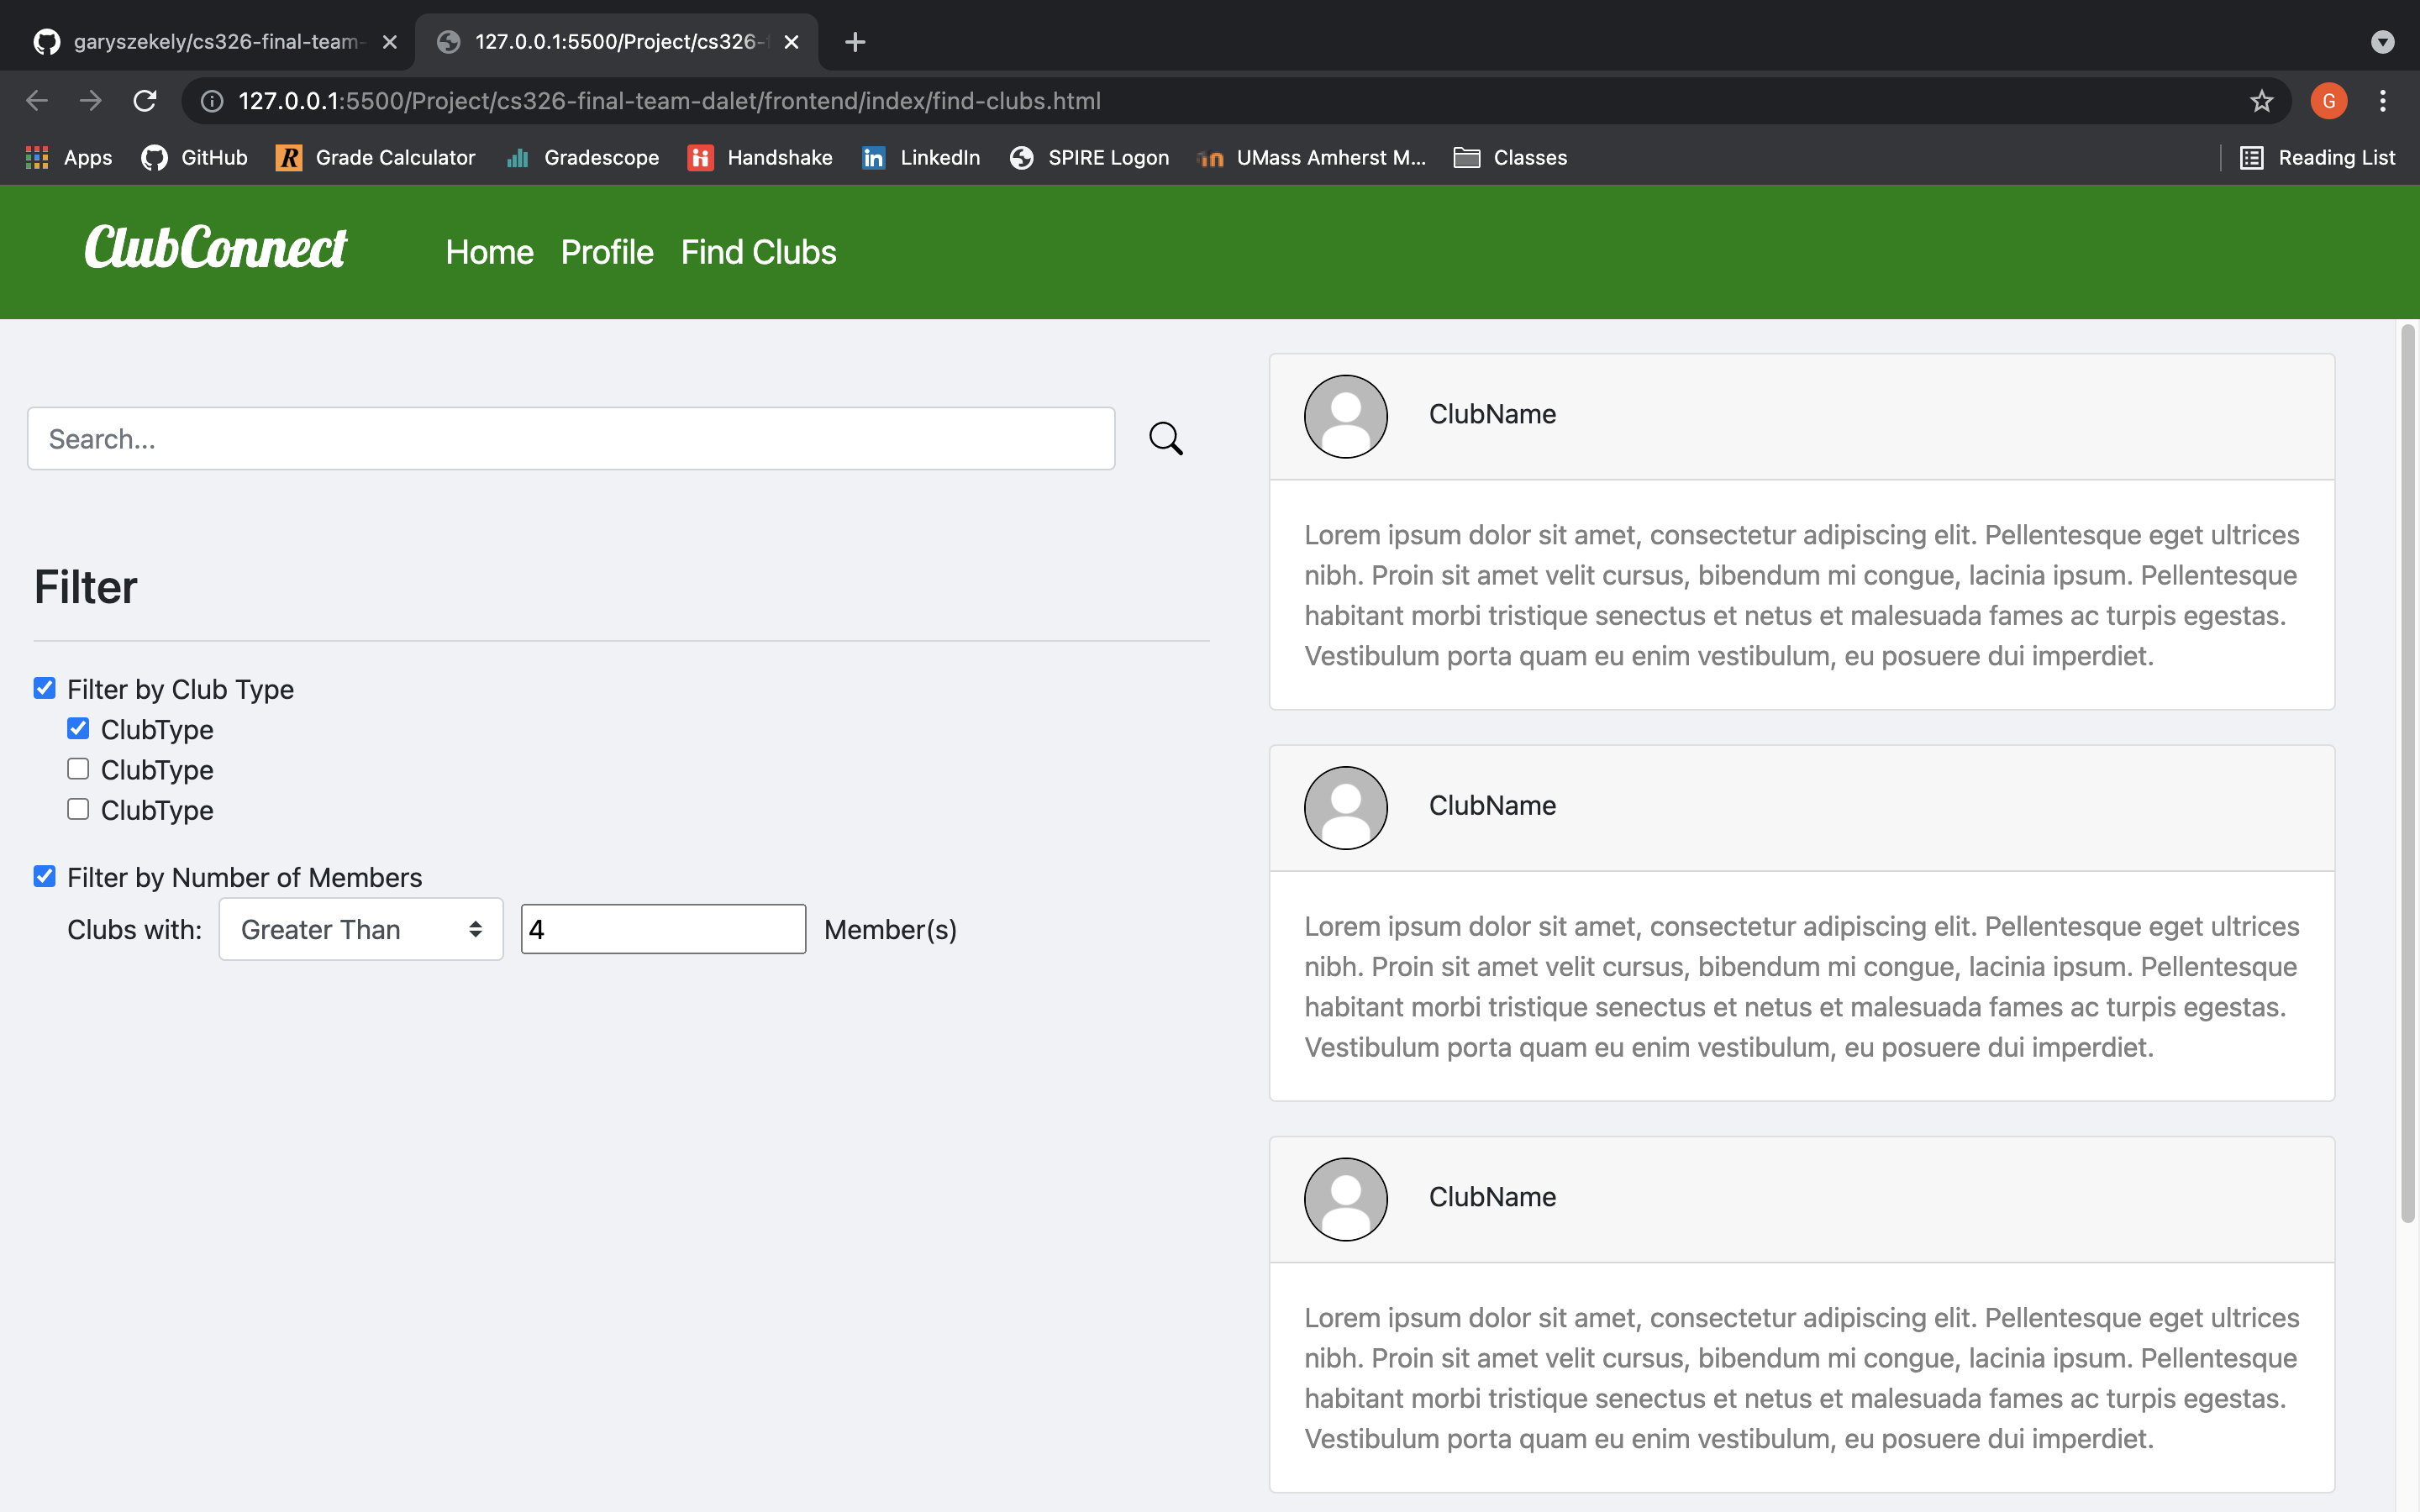 garyszekely/cs326-final-team-
127.0.0.1:5500/Project/cs326-
127.0.0.1:5500/Project/cs326-final-team-dalet/frontend/index/find-clubs.html
G
Apps GitHub Grade Calculator Gradescope Handshake LinkedIn SPIRE Logon UMass Amherst M... Classes Reading List
ClubConnect Home Profile Find Clubs
Search...
Filter
Filter by Club Type
ClubType
ClubType
ClubType
Filter by Number of Members
Clubs with: Greater Than 4 Member(s)
ClubName
Lorem ipsum dolor sit amet, consectetur adipiscing elit. Pellentesque eget ultrices
nibh. Proin sit amet velit cursus, bibendum mi congue, lacinia ipsum. Pellentesque
habitant morbi tristique senectus et netus et malesuada fames ac turpis egestas.
Vestibulum porta quam eu enim vestibulum, eu posuere dui imperdiet.
ClubName
Lorem ipsum dolor sit amet, consectetur adipiscing elit. Pellentesque eget ultrices
nibh. Proin sit amet velit cursus, bibendum mi congue, lacinia ipsum. Pellentesque
habitant morbi tristique senectus et netus et malesuada fames ac turpis egestas.
Vestibulum porta quam eu enim vestibulum, eu posuere dui imperdiet.
ClubName
Lorem ipsum dolor sit amet, consectetur adipiscing elit. Pellentesque eget ultrices
nibh. Proin sit amet velit cursus, bibendum mi congue, lacinia ipsum. Pellentesque
habitant morbi tristique senectus et netus et malesuada fames ac turpis egestas.
Vestibulum porta quam eu enim vestibulum, eu posuere dui imperdiet.